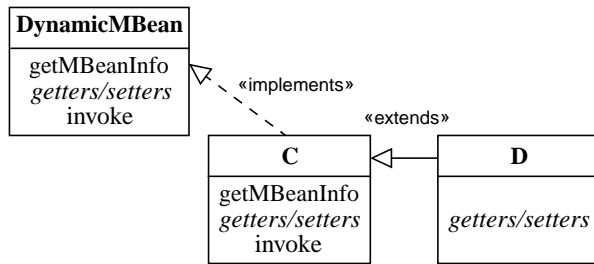 DynamicMBean
getMBeanInfo
getters/setters
invoke
«implements»
«extends»
C
getMBeanInfo
getters/setters
invoke
D
getters/setters